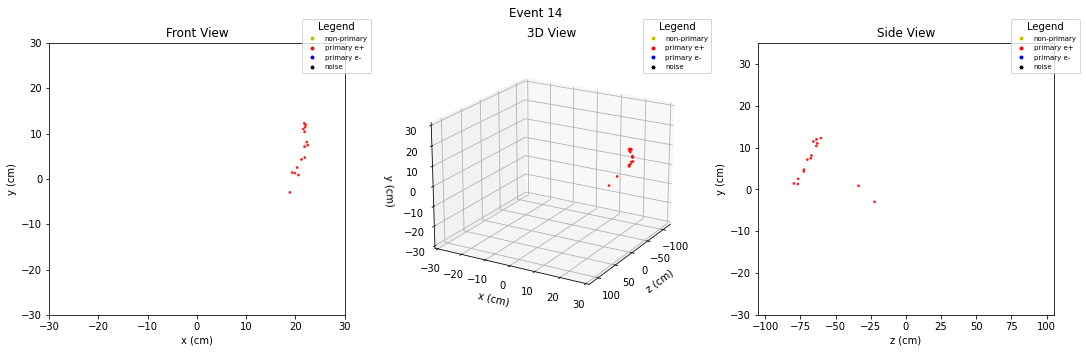 Event 14
Front View
Legend
non-primary
primary e+
primary e-
noise
30
20
10
0
−10
−20
−30
y (cm)
−30 −20 −10 0 10 20 30
x (cm)
3D View
Legend
non-primary
primary e+
primary e-
noise
30
20
10
0
−10
−20
−30
y (cm)
−30 −20 −10 0 10 20 30
x (cm)
−100
−50
0
50
100
z (cm)
Side View
Legend
non-primary
primary e+
primary e-
noise
30
20
10
0
−10
−20
−30
y (cm)
−100 −75 −50 −25 0 25 50 75 100
z (cm)